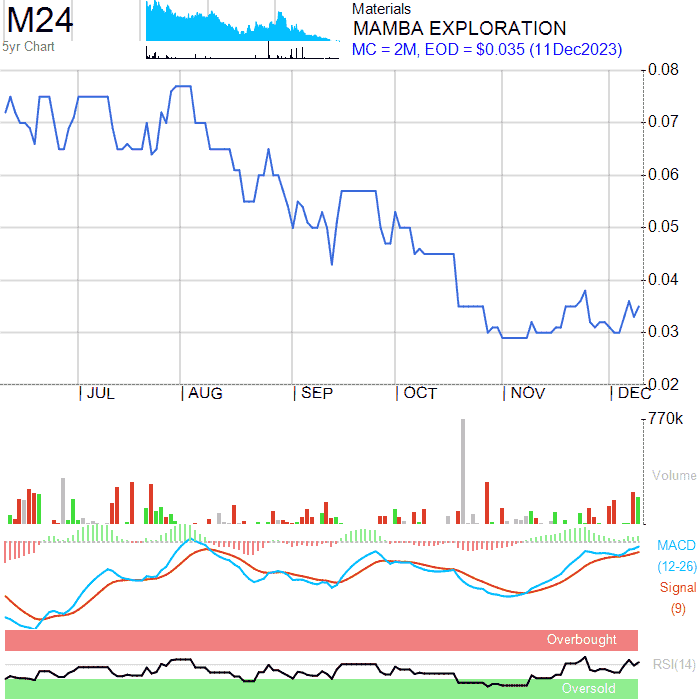 M24
5yr Chart
Materials
MAMBA EXPLORATION
MC = 2M, EOD = $0.035 (11Dec2023)
0.08
0.07
0.06
0.05
0.04
0.03
0.02
JUL AUG SEP OCT NOV DEC
770k
Volume
MACD
(12-26)
Signal
(9)
Overbought
RSI(14)
Oversold